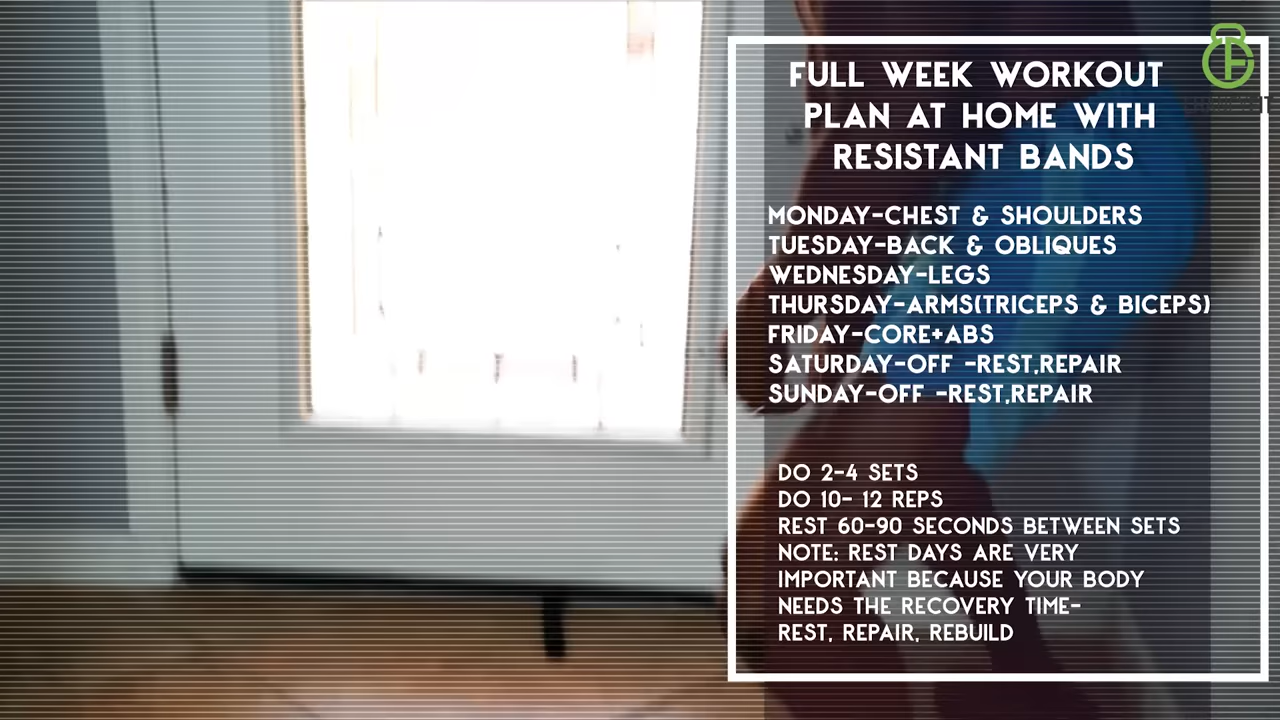 FULL WEEK WORKOUT
PLAN AT HOME WITH
RESISTANT BANDS
MONDAY-CHEST & SHOULDERS
TUESDAY-BACK & OBLIQUES
WEDNESDAY-LEGS
THURSDAY-ARMS(TRICEPS & BICEPS)
FRIDAY-CORE+ABS
SATURDAY-OFF -REST,REPAIR
SUNDAY-OFF -REST,REPAIR
DO 2-4 SETS
DO 10- 12 REPS
REST 60-90 SECONDS BETWEEN SETS
NOTE: REST DAYS ARE VERY
IMPORTANT BECAUSE YOUR BODY
NEEDS THE RECOVERY TIME-
REST, REPAIR, REBUILD